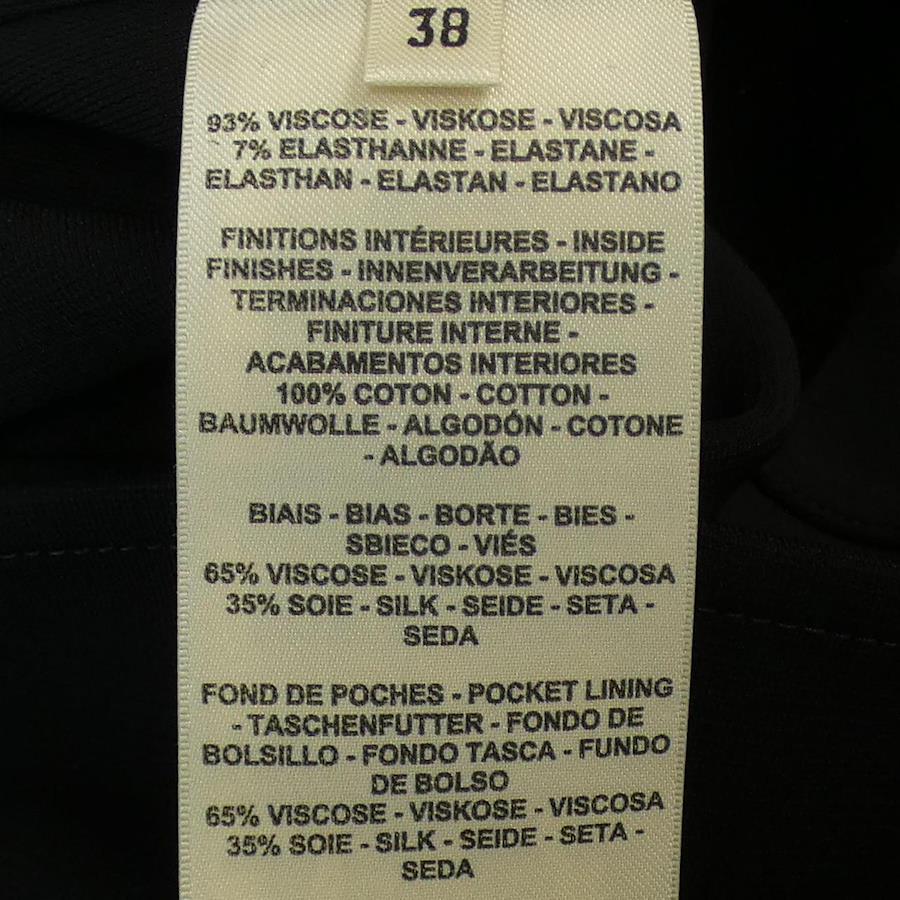 38
93% VISCOSE - VISKOSE - VISCOSA
7% ELASTHANNE - ELASTANE -
ELASTHAN - ELASTAN - ELASTANO
FINITIONS INTÉRIEURES - INSIDE
FINISHES - INNENVERARBEITUNG -
TERMINACIONES INTERIORES -
FINITURE INTERNE -
ACABAMENTOS INTERIORES
100% COTON - COTTON -
BAUMWOLLE - ALGODÓN - COTONE
- ALGODÃO
BIAIS - BIAS - BORTE - BIES -
SBIECO - VIÉS
65% VISCOSE - VISKOSE - VISCOSA
35% SOIE - SILK - SEIDE - SETA -
SEDA
FOND DE POCHES - POCKET LINING
- TASCHENFUTTER - FONDO DE
BOLSILLO - FONDO TASCA - FUNDO
DE BOLSO
65% VISCOSE - VISKOSE - VISCOSA
35% SOIE - SILK - SEIDE - SETA -
SEDA